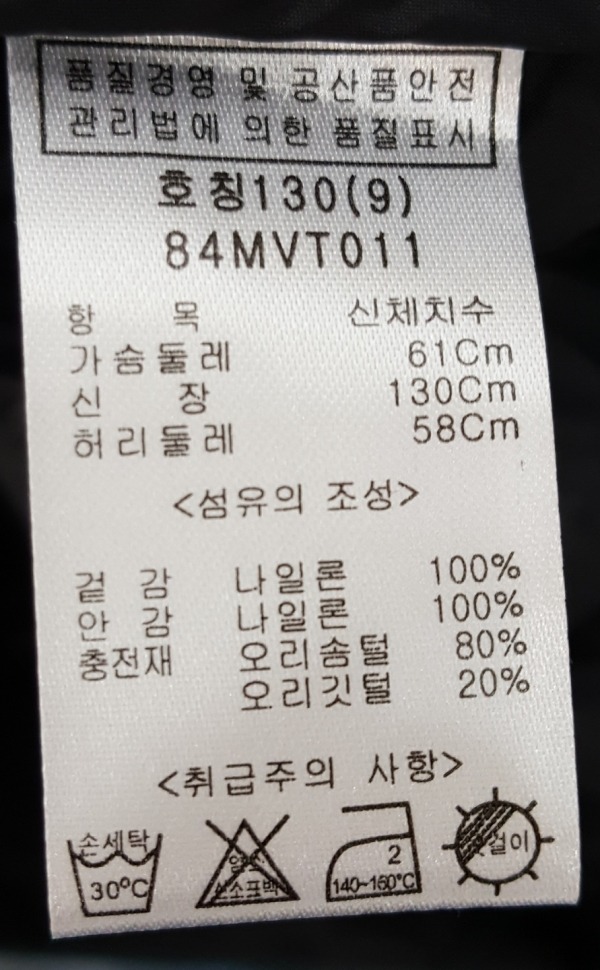 품질경영 및 공산품안전
관리법에 의한 품질표시
호칭130(9)
84MVT011
항 목 신체치수
가슴둘레 61Cm
신 장 130Cm
허리둘레 58Cm
<섬유의 조성>
겉 감 나일론 100%
안 감 나일론 100%
충전재 오리솜털 80%
오리깃털 20%
<취급주의 사항>
손세탁
30℃
산소표백
2
140~160℃
옷걸이